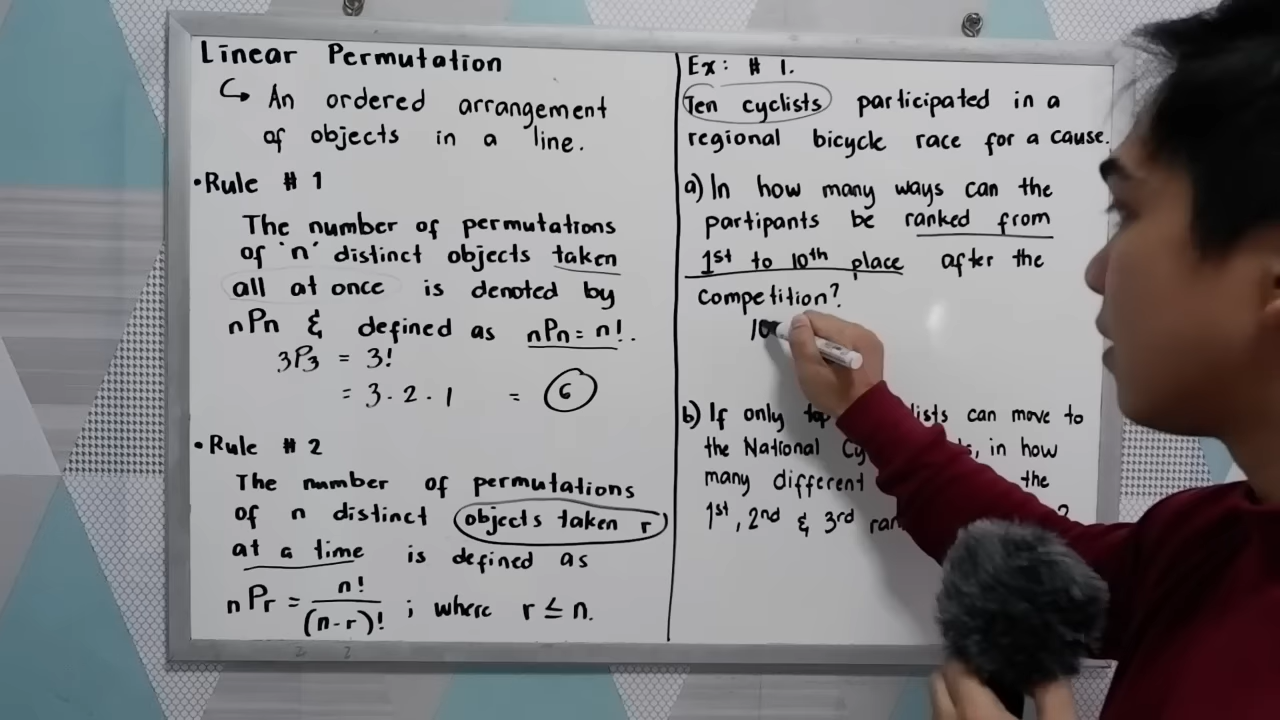 Linear Permutation
↳ An ordered arrangement
of objects in a line.
• Rule # 1
The number of permutations
of 'n' distinct objects taken
all at once is denoted by
nPn & defined as nPn = n!.
3P3 = 3!
= 3 · 2 · 1 = 6
• Rule # 2
The number of permutations
of n distinct objects taken r
at a time is defined as
nPr = n!/(n-r)! ; where r ≤ n.
Ex: # 1.
Ten cyclists participated in a
regional bicycle race for a cause.
a) In how many ways can the
partipants be ranked from
1st to 10th place after the
competition?
10
b) If only top can move to
the National in how
many different the
1st, 2nd & 3rd ?